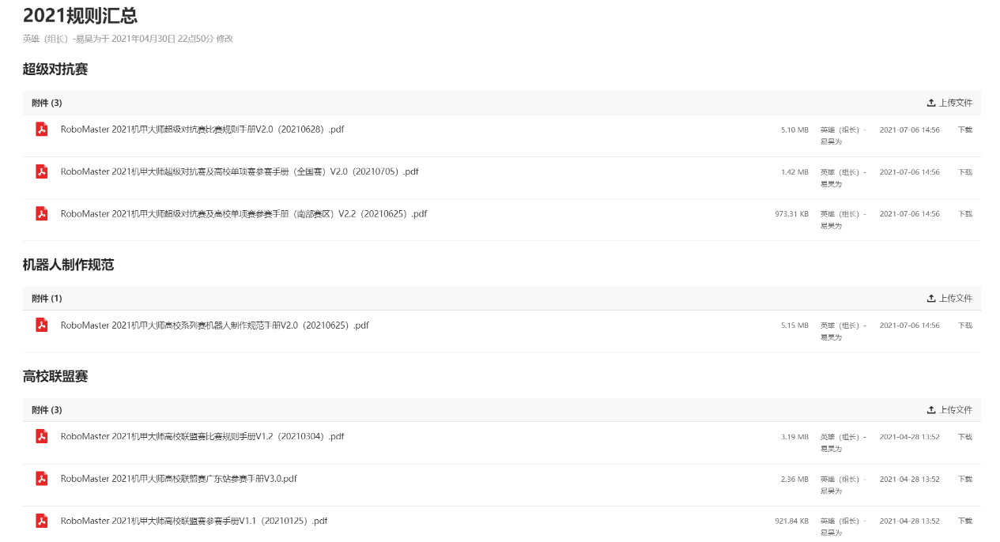 2021规则汇总
英雄（组长）-易昊为于 2021年04月30日 22点50分 修改
超级对抗赛
附件 (3) 上传文件
RoboMaster 2021机甲大师超级对抗赛比赛规则手册V2.0（20210628）.pdf 5.10 MB 英雄（组长）- 2021-07-06 14:56 下载
易昊为
RoboMaster 2021机甲大师超级对抗赛及高校单项赛参赛手册（全国赛）V2.0（20210705）.pdf 1.42 MB 英雄（组长）- 2021-07-06 14:56 下载
易昊为
RoboMaster 2021机甲大师超级对抗赛及高校单项赛参赛手册（南部赛区）V2.2（20210625）.pdf 973.31 KB 英雄（组长）- 2021-07-06 14:56 下载
易昊为
机器人制作规范
附件 (1) 上传文件
RoboMaster 2021机甲大师高校系列赛机器人制作规范手册V2.0（20210625）.pdf 5.15 MB 英雄（组长）- 2021-07-06 14:56 下载
易昊为
高校联盟赛
附件 (3) 上传文件
RoboMaster 2021机甲大师高校联盟赛比赛规则手册V1.2（20210304）.pdf 3.19 MB 英雄（组长）- 2021-04-28 13:52 下载
易昊为
RoboMaster 2021机甲大师高校联盟赛广东站参赛手册V3.0.pdf 2.36 MB 英雄（组长）- 2021-04-28 13:52 下载
易昊为
RoboMaster 2021机甲大师高校联盟赛参赛手册V1.1（20210125）.pdf 921.84 KB 英雄（组长）- 2021-04-28 13:52 下载
易昊为